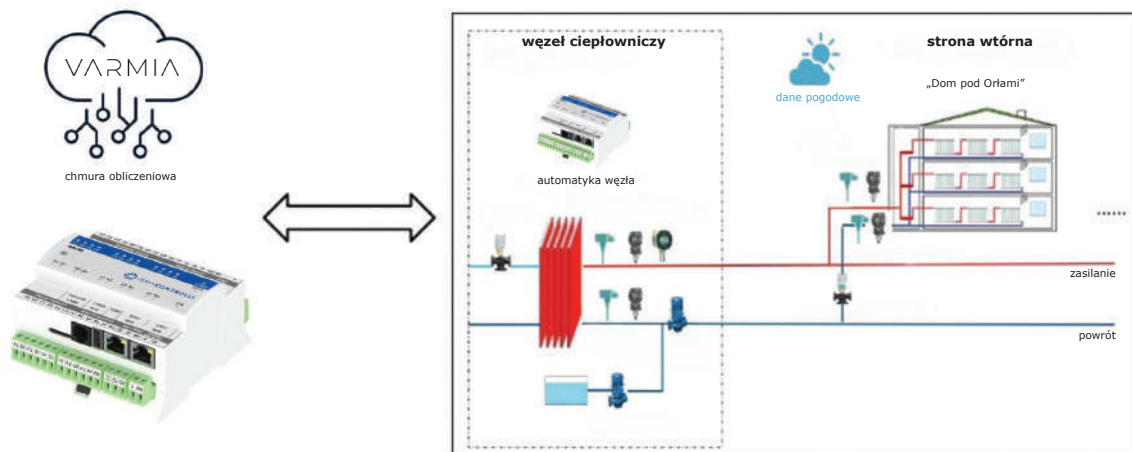 VARMIA
chmura obliczeniowa
węzeł ciepłowniczy
automatyka węzła
strona wtórna
dane pogodowe
„Dom pod Orłami”
......
zasilanie
powrót